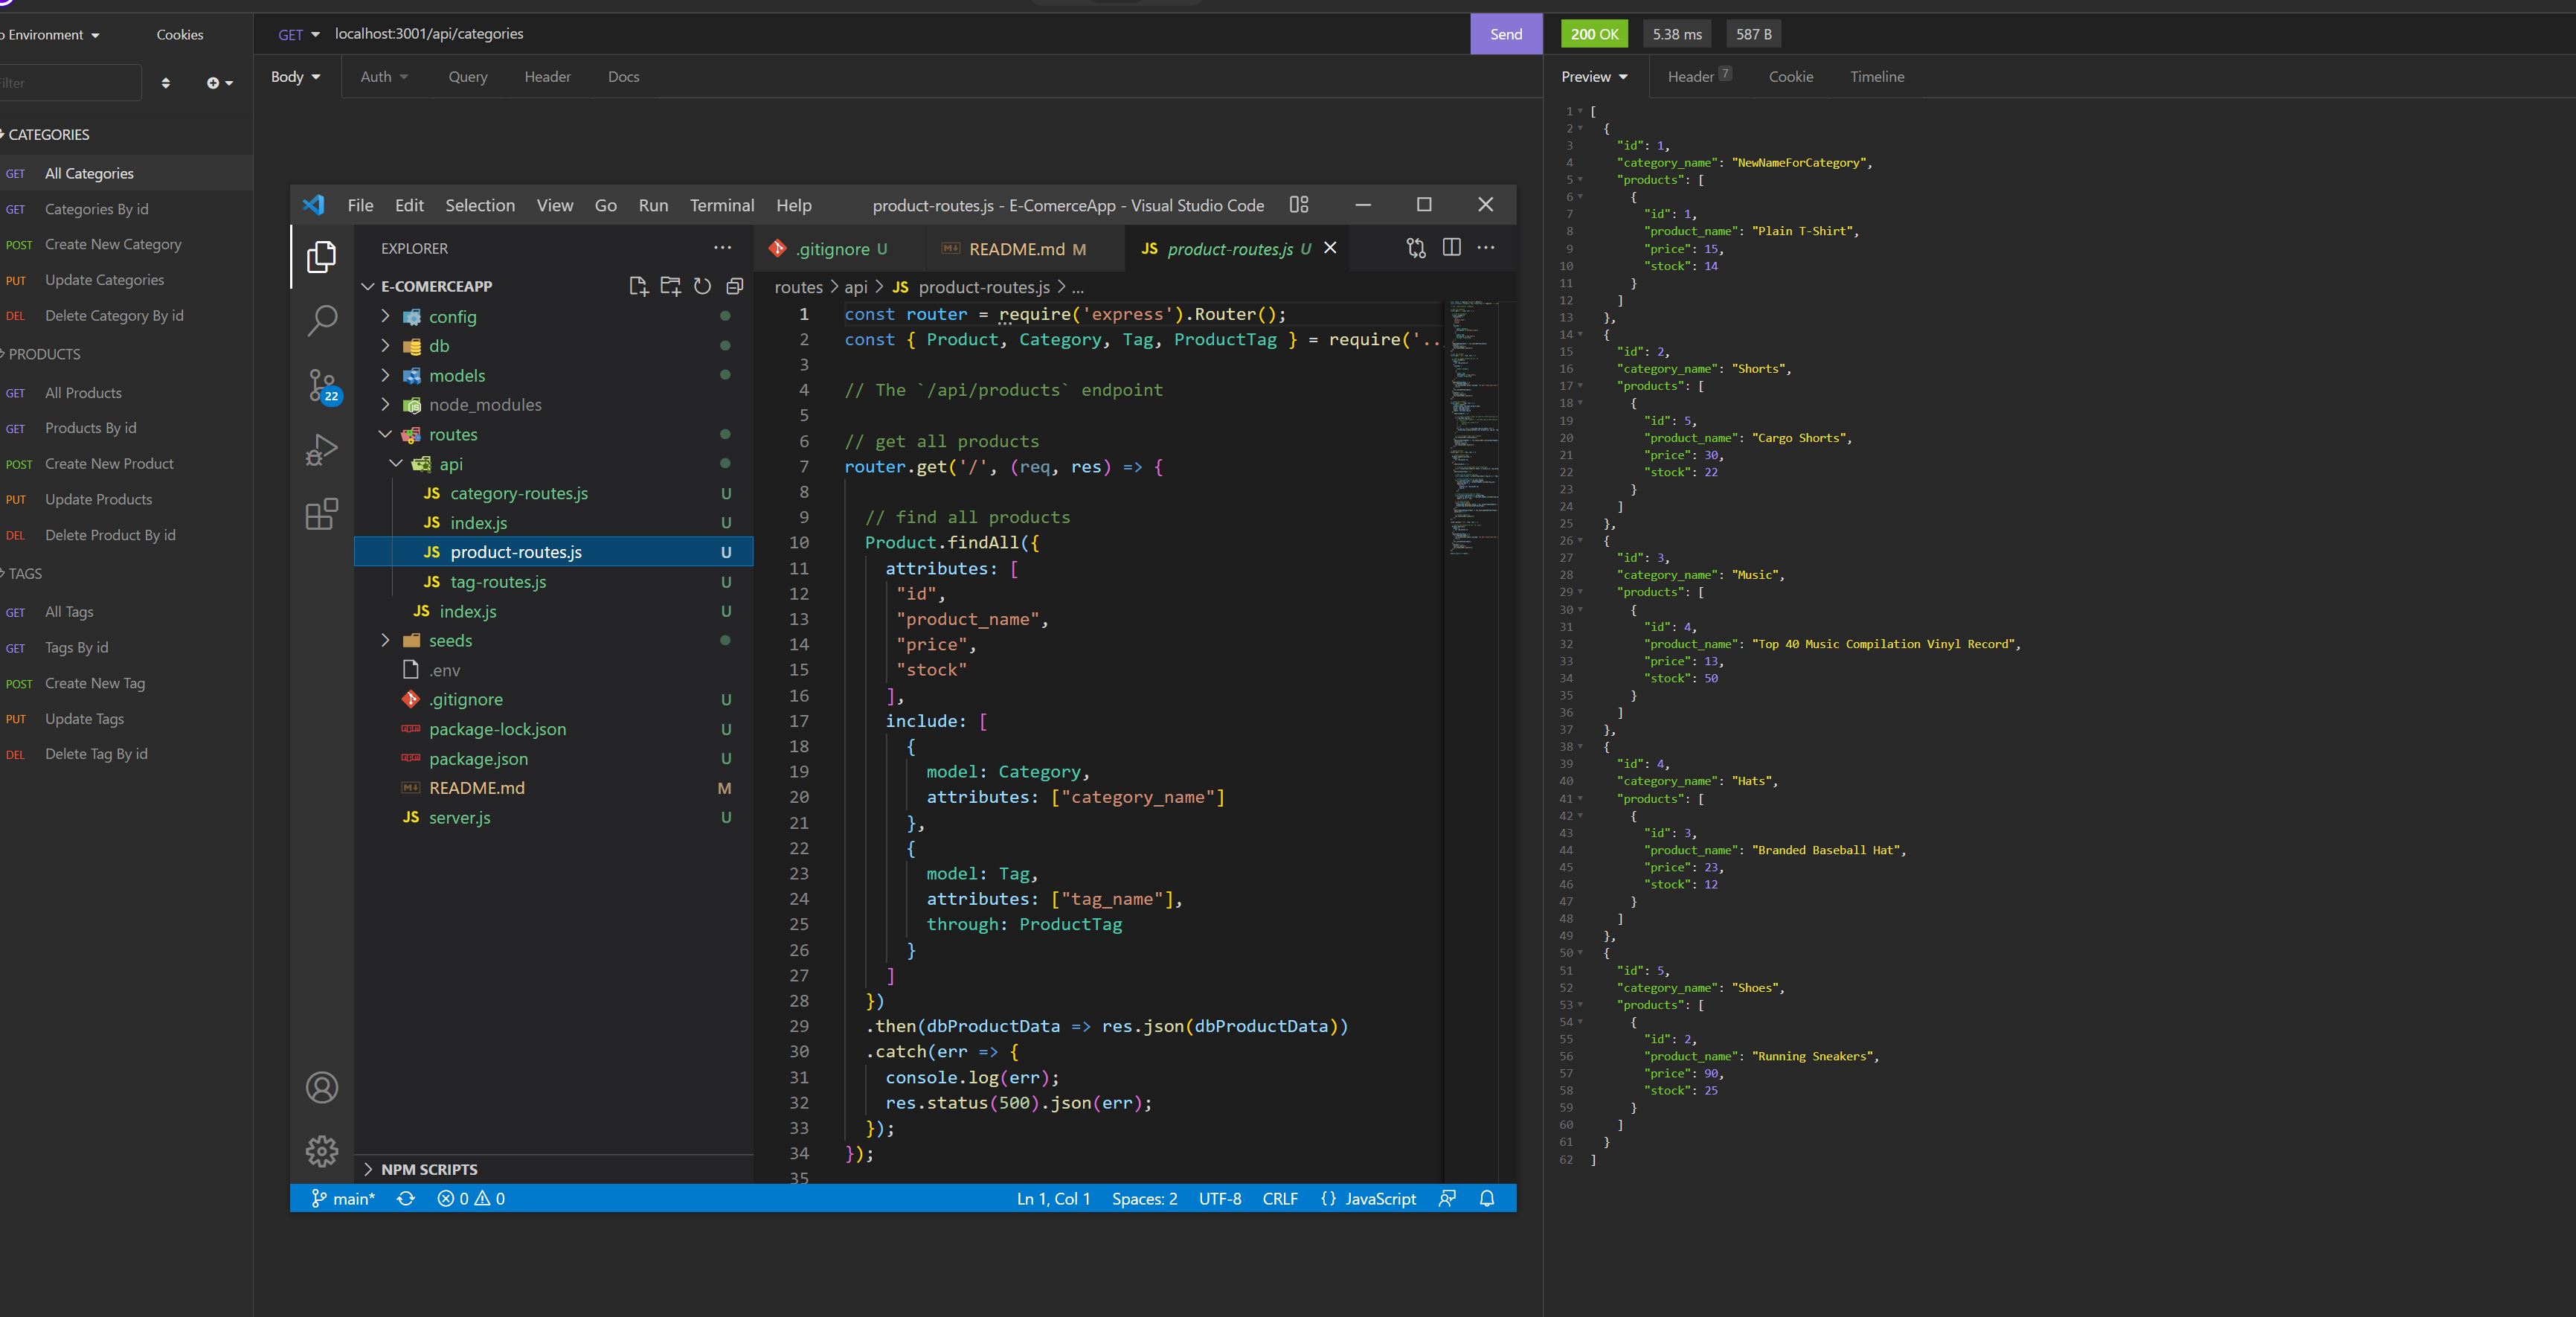 Environment
Cookies
GET localhost:3001/api/categories
Send
200 OK
5.38 ms
587 B
CATEGORIES
GET All Categories
GET Categories By id
POST Create New Category
PUT Update Categories
DEL Delete Category By id
PRODUCTS
GET All Products
GET Products By id
POST Create New Product
PUT Update Products
DEL Delete Product By id
TAGS
GET All Tags
GET Tags By id
POST Create New Tag
PUT Update Tags
DEL Delete Tag By id
Body
Auth
Query
Header
Docs
File Edit Selection View Go Run Terminal Help
product-routes.js - E-ComerceApp - Visual Studio Code
22
EXPLORER
E-COMERCEAPP
config
db
models
node_modules
routes
api
JS category-routes.js U
JS index.js U
JS product-routes.js U
JS tag-routes.js U
JS index.js U
seeds
.env
.gitignore U
package-lock.json U
package.json U
README.md M
JS server.js U
NPM SCRIPTS
.gitignore U
README.md M
JS product-routes.js U
routes > api > JS product-routes.js > ...
1 const router = require('express').Router();
2 const { Product, Category, Tag, ProductTag } = require('..
3
4 // The `/api/products` endpoint
5
6 // get all products
7 router.get('/', (req, res) => {
8
9 // find all products
10 Product.findAll({
11 attributes: [
12 "id",
13 "product_name",
14 "price",
15 "stock"
16 ],
17 include: [
18 {
19 model: Category,
20 attributes: ["category_name"]
21 },
22 {
23 model: Tag,
24 attributes: ["tag_name"],
25 through: ProductTag
26 }
27 ]
28 })
29 .then(dbProductData => res.json(dbProductData))
30 .catch(err => {
31 console.log(err);
32 res.status(500).json(err);
33 });
34 });
35
main*
0 0
Ln 1, Col 1 Spaces: 2 UTF-8 CRLF {} JavaScript
Preview
Header 7
Cookie
Timeline
1 [
2 {
3 "id": 1,
4 "category_name": "NewNameForCategory",
5 "products": [
6 {
7 "id": 1,
8 "product_name": "Plain T-Shirt",
9 "price": 15,
10 "stock": 14
11 }
12 ]
13 },
14 {
15 "id": 2,
16 "category_name": "Shorts",
17 "products": [
18 {
19 "id": 5,
20 "product_name": "Cargo Shorts",
21 "price": 30,
22 "stock": 22
23 }
24 ]
25 },
26 {
27 "id": 3,
28 "category_name": "Music",
29 "products": [
30 {
31 "id": 4,
32 "product_name": "Top 40 Music Compilation Vinyl Record",
33 "price": 13,
34 "stock": 50
35 }
36 ]
37 },
38 {
39 "id": 4,
40 "category_name": "Hats",
41 "products": [
42 {
43 "id": 3,
44 "product_name": "Branded Baseball Hat",
45 "price": 23,
46 "stock": 12
47 }
48 ]
49 },
50 {
51 "id": 5,
52 "category_name": "Shoes",
53 "products": [
54 {
55 "id": 2,
56 "product_name": "Running Sneakers",
57 "price": 90,
58 "stock": 25
59 }
60 ]
61 }
62 ]